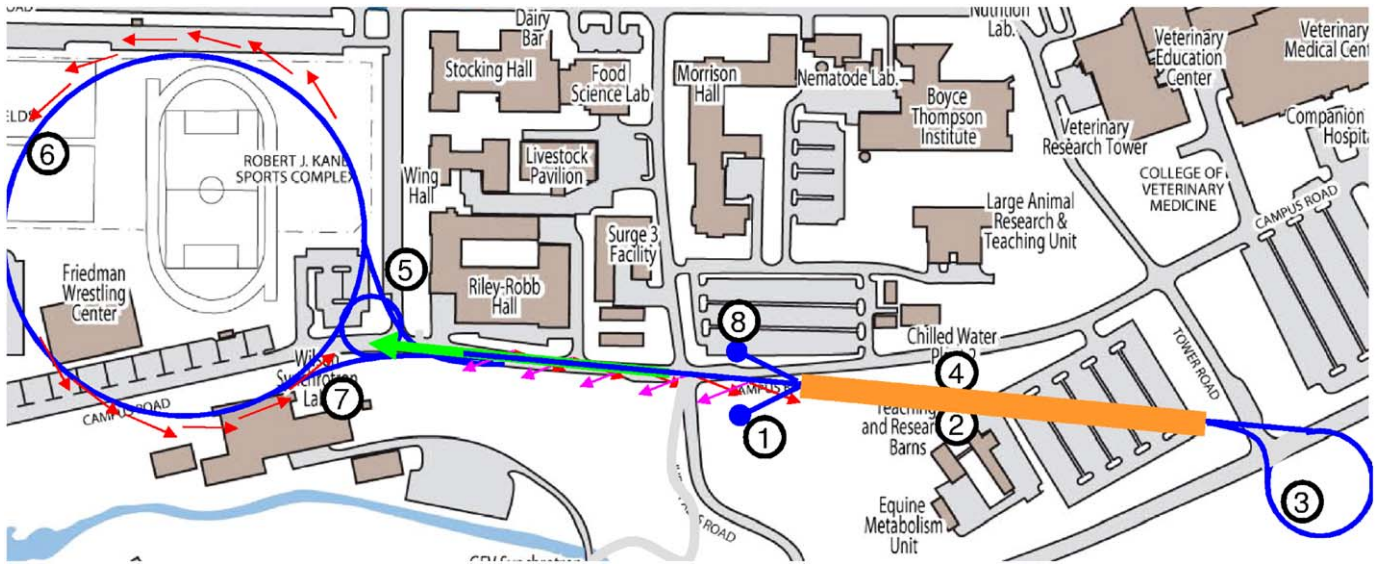 OAD
Dairy
Bar
Nutrition
Lab.
Veterinary
Education
Center
Veterinary
Medical Cent
Stocking Hall
Food
Science Lab
Morrison
Hall
Nematode Lab.
Boyce
Thompson
Institute
Companion
Hospita
ELDS
6
ROBERT J. KANE
SPORTS COMPLEX
Wing
Hall
Livestock
Pavilion
Veterinary
Research Tower
COLLEGE OF
VETERINARY
MEDICINE
CAMPUS ROAD
Large Animal
Research &
Teaching Unit
Surge 3
Facility
Friedman
Wrestling
Center
5
Riley-Robb
Hall
8
Chilled Water
TOWER ROAD
4
7
CAMPUS ROAD
1
Teaching
and Research
Barns
2
3
Equine
Metabolism
Unit
ROAD